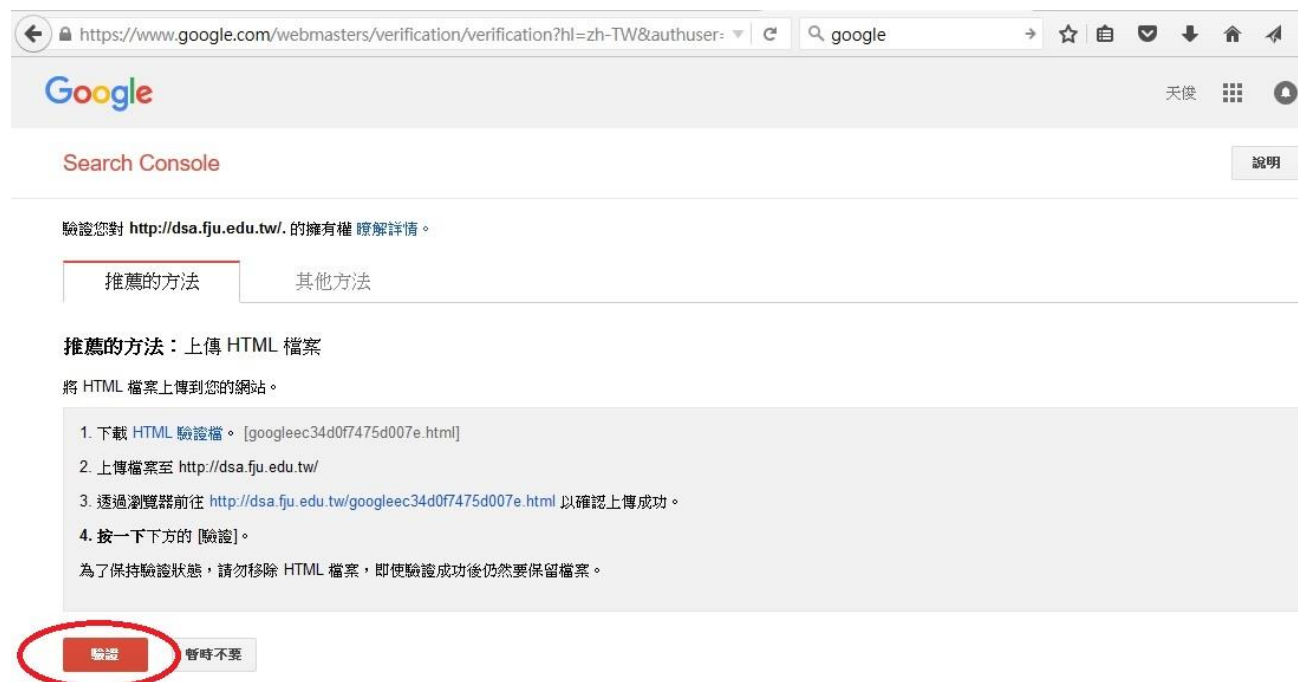 https://www.google.com/webmasters/verification/verification?hl=zh-TW&authuser= google
Google 天俊
Search Console 說明
驗證您對 http://dsa.fju.edu.tw/. 的擁有權 瞭解詳情。
推薦的方法 其他方法
推薦的方法：上傳 HTML 檔案
將 HTML 檔案上傳到您的網站。
1. 下載 HTML 驗證檔。 [googleec34d0f7475d007e.html]
2. 上傳檔案至 http://dsa.fju.edu.tw/
3. 透過瀏覽器前往 http://dsa.fju.edu.tw/googleec34d0f7475d007e.html 以確認上傳成功。
4. 按一下下方的 [驗證]。
為了保持驗證狀態，請勿移除 HTML 檔案，即使驗證成功後仍然要保留檔案。
驗證 暫時不要